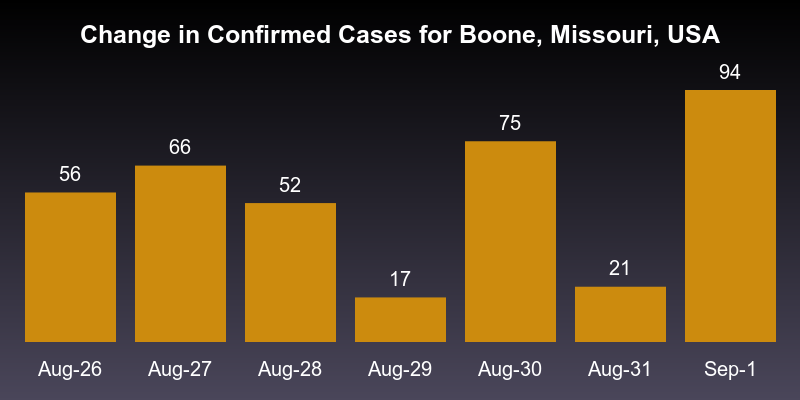 Change in Confirmed Cases for Boone, Missouri, USA
56 66 52 17 75 21 94
Aug-26 Aug-27 Aug-28 Aug-29 Aug-30 Aug-31 Sep-1